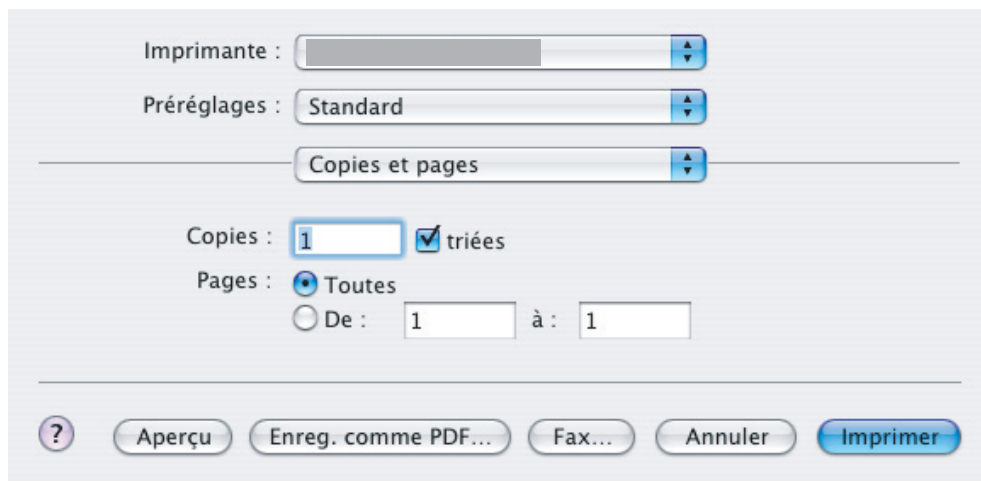 Imprimante :
Préréglages : Standard
Copies et pages
Copies : 1 triées
Pages : Toutes
De : 1 à : 1
? Aperçu Enreg. comme PDF... Fax... Annuler Imprimer